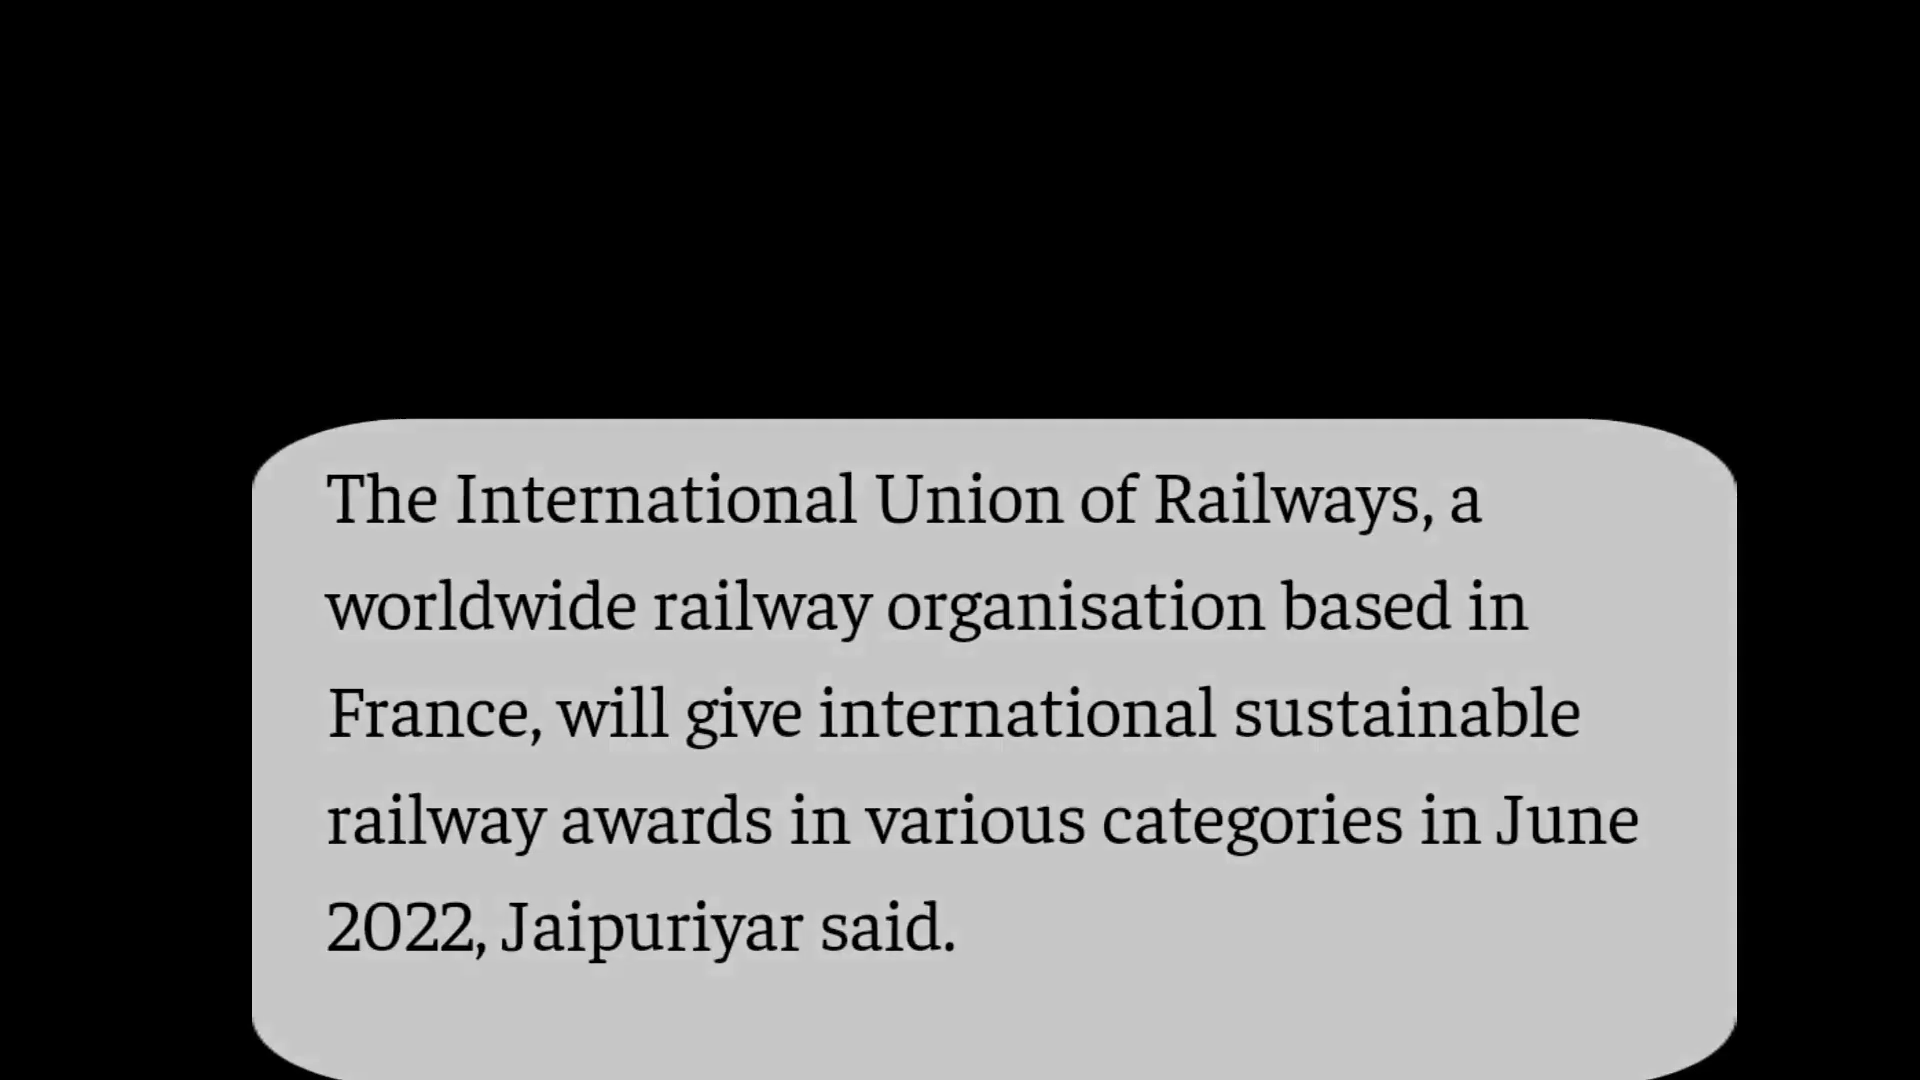 The International Union of Railways, a
worldwide railway organisation based in
France, will give international sustainable
railway awards in various categories in June
2022, Jaipuriyar said.